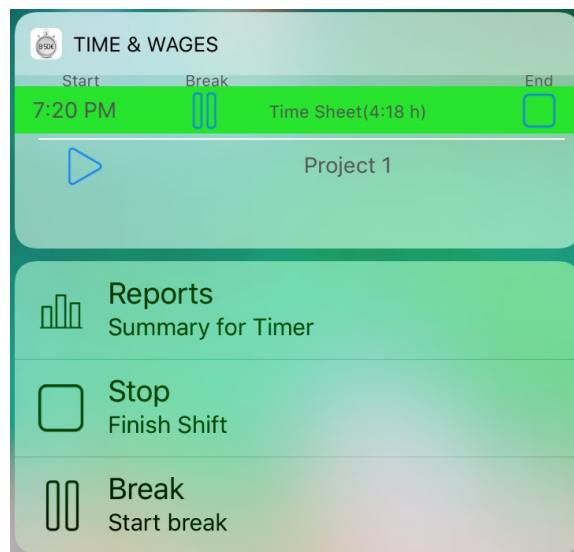 TIME & WAGES
Start Break End
7:20 PM Time Sheet(4:18 h)
Project 1
Reports
Summary for Timer
Stop
Finish Shift
Break
Start break